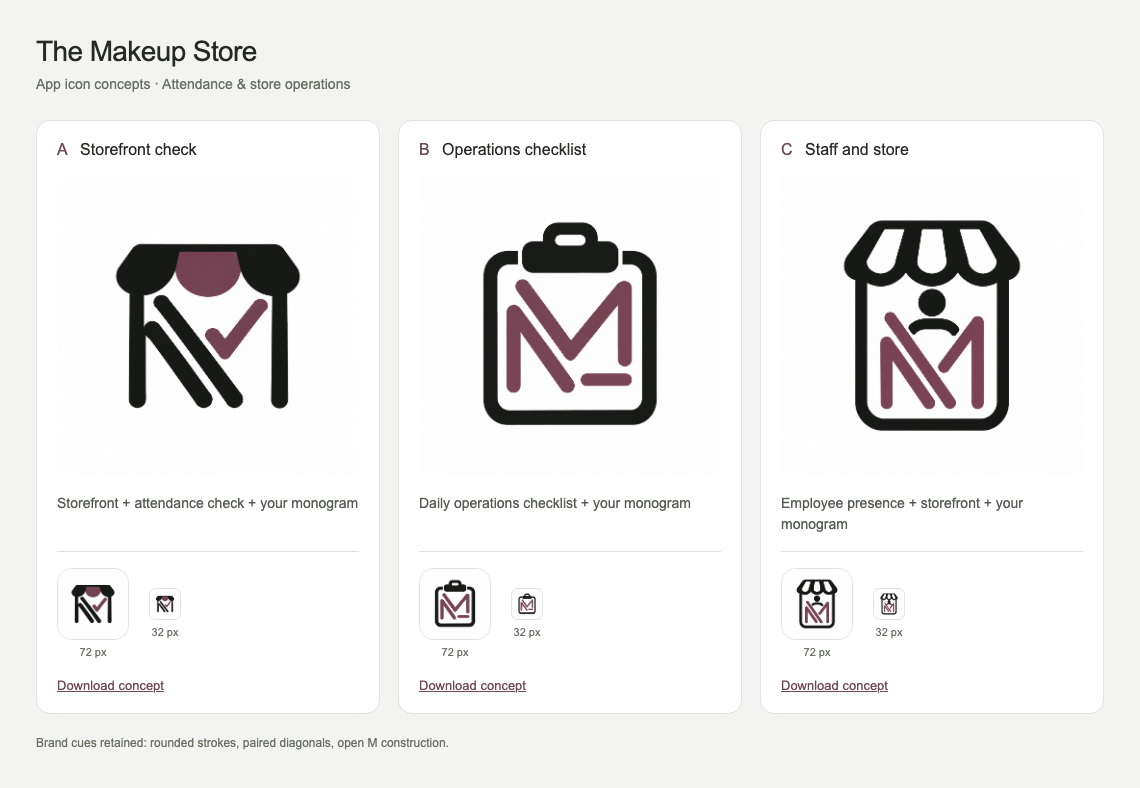 The Makeup Store
App icon concepts · Attendance & store operations
A Storefront check
Storefront + attendance check + your monogram
72 px
32 px
Download concept
B Operations checklist
Daily operations checklist + your monogram
72 px
32 px
Download concept
C Staff and store
Employee presence + storefront + your
monogram
72 px
32 px
Download concept
Brand cues retained: rounded strokes, paired diagonals, open M construction.